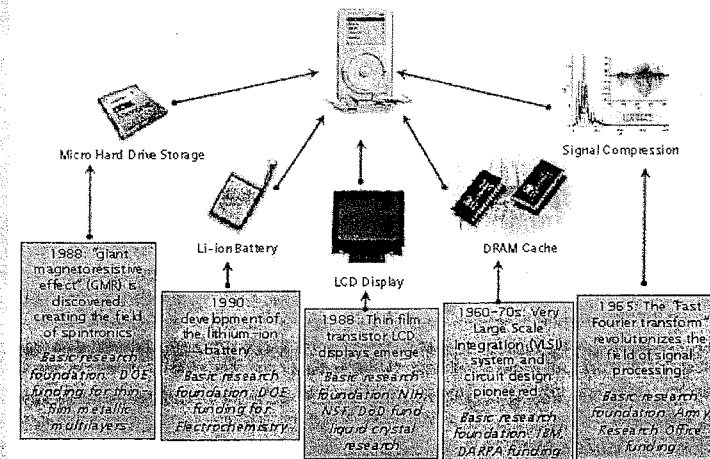 Micro Hard Drive Storage
Signal Compression
Li-ion Battery
DRAM Cache
LCD Display
1988: "giant
magnetoresistive
effect" (GMR) is
discovered,
creating the field
of spintronics
Basic research
foundation: DOE
funding for thin
film metallic
multilayers
1990:
development of
the lithium-ion
battery
Basic research
foundation: DOE
funding for
Electrochemistry
1988: Thin film
transistor LCD
displays emerge
Basic research
foundation: NIH,
NSF, DoD fund
liquid crystal
research
1960-70s: Very
Large Scale
Integration (VLSI)
system and
circuit design
pioneered
Basic research
foundation: IBM,
DARPA funding
1965: The "Fast
Fourier transform"
revolutionizes the
field of signal
processing
Basic research
foundation: Army
Research Office
funding